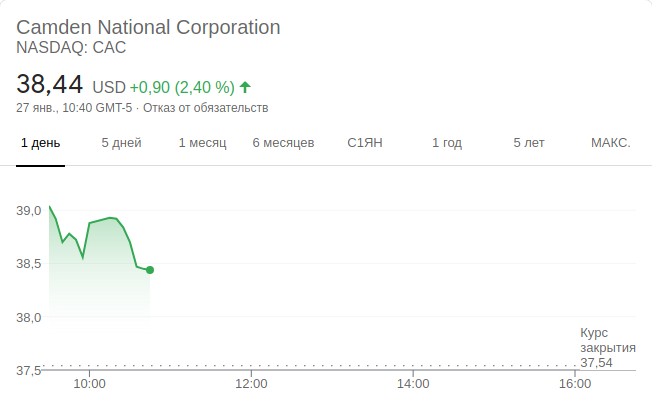 Camden National Corporation
NASDAQ: CAC
38,44 USD +0,90 (2,40 %)
27 янв., 10:40 GMT-5 · Отказ от обязательств
1 день 5 дней 1 месяц 6 месяцев С1ЯН 1 год 5 лет МАКС.
39,0
38,5
38,0
Курс
закрытия
37,54
37,5
10:00 12:00 14:00 16:00